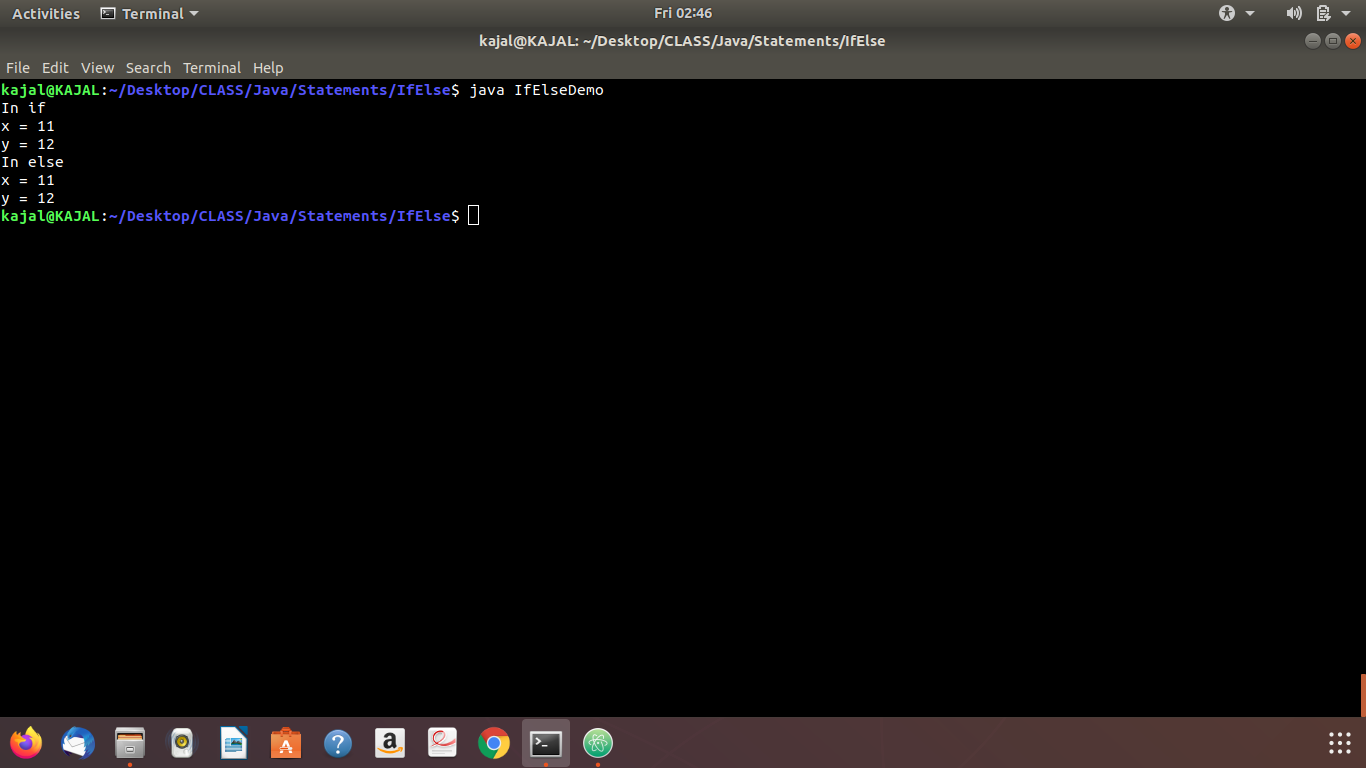 Activities Terminal Fri 02:46
kajal@KAJAL: ~/Desktop/CLASS/Java/Statements/IfElse
File Edit View Search Terminal Help
kajal@KAJAL:~/Desktop/CLASS/Java/Statements/IfElse$ java IfElseDemo
In if
x = 11
y = 12
In else
x = 11
y = 12
kajal@KAJAL:~/Desktop/CLASS/Java/Statements/IfElse$